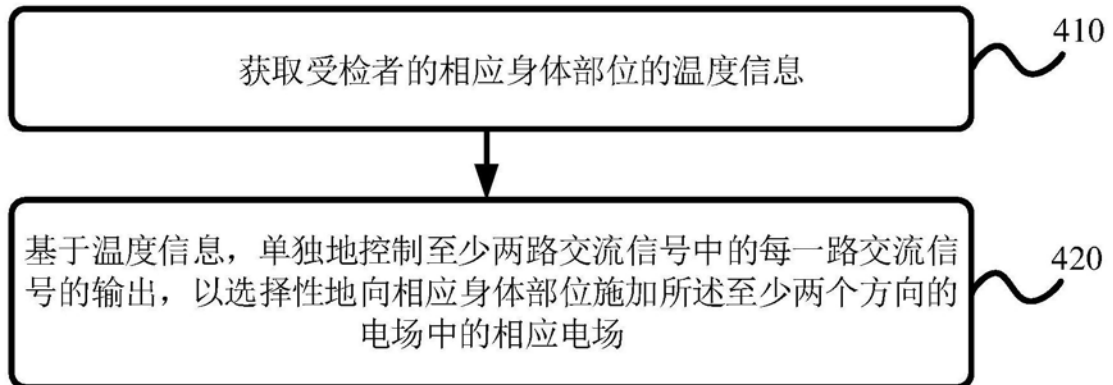 410
获取受检者的相应身体部位的温度信息
基于温度信息，单独地控制至少两路交流信号中的每一路交流信
号的输出，以选择性地向相应身体部位施加所述至少两个方向的
电场中的相应电场
420